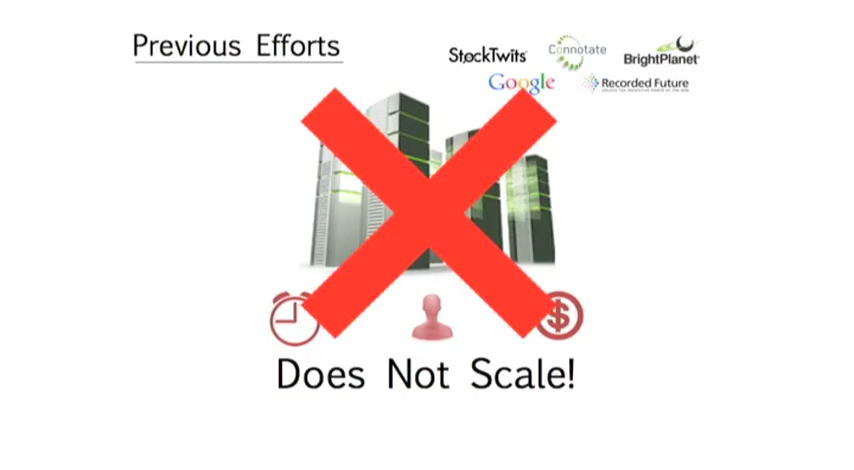 Previous Efforts
StockTwits
Connotate
BrightPlanet
Google
Recorded Future
$
Does Not Scale!